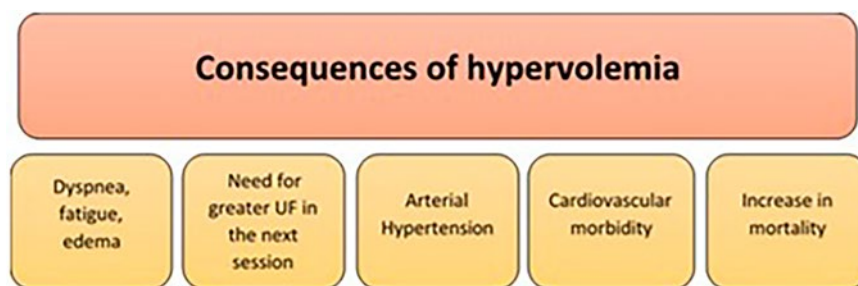 Consequences of hypervolemia
Dyspnea,
fatigue,
edema
Need for
greater UF in
the next
session
Arterial
Hypertension
Cardiovascular
morbidity
Increase in
mortality